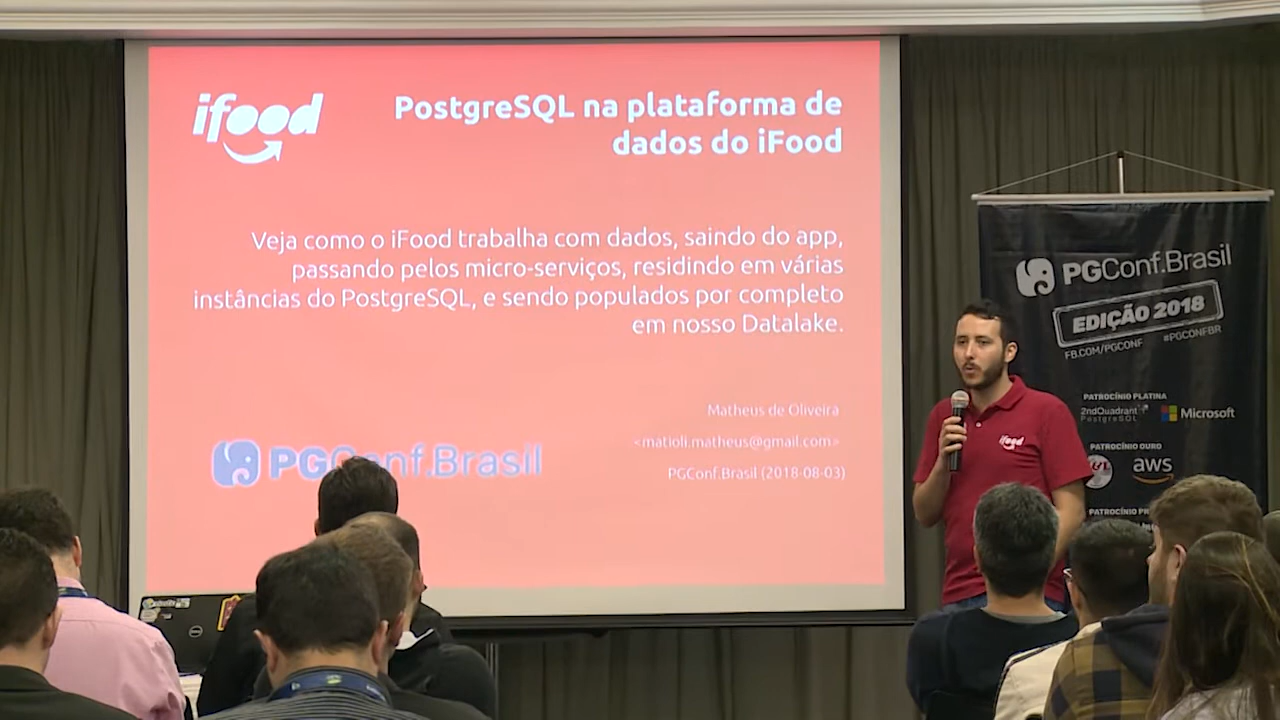 ifood
PostgreSQL na plataforma de
dados do iFood
Veja como o iFood trabalha com dados, saindo do app,
passando pelos micro-serviços, residindo em várias
instâncias do PostgreSQL, e sendo populados por completo
em nosso Datalake.
Matheus de Oliveira
<matioli.matheus@gmail.com>
PGConf.Brasil (2018-08-03)
PGConf.Brasil
PGConf.Brasil
EDIÇÃO 2018
FB.COM/PGCONF #PGCONFBR
PATROCÍNIO PLATINA
2ndQuadrant
PostgreSQL
Microsoft
PATROCÍNIO OURO
aws
PATROCÍNIO
ifood
DELL